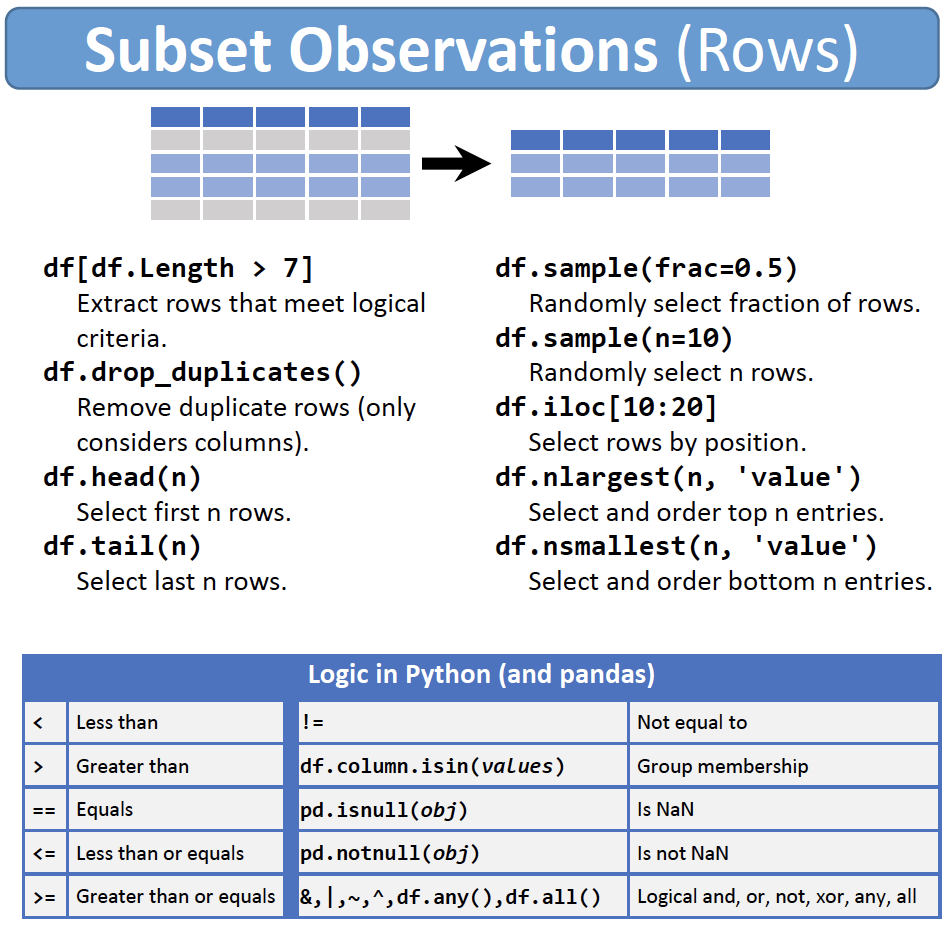 Subset Observations (Rows)
df[df.Length > 7]
Extract rows that meet logical
criteria.
df.drop_duplicates()
Remove duplicate rows (only
considers columns).
df.head(n)
Select first n rows.
df.tail(n)
Select last n rows.
df.sample(frac=0.5)
Randomly select fraction of rows.
df.sample(n=10)
Randomly select n rows.
df.iloc[10:20]
Select rows by position.
df.nlargest(n, 'value')
Select and order top n entries.
df.nsmallest(n, 'value')
Select and order bottom n entries.
Logic in Python (and pandas)
< Less than != Not equal to
> Greater than df.column.isin(values) Group membership
== Equals pd.isnull(obj) Is NaN
<= Less than or equals pd.notnull(obj) Is not NaN
>= Greater than or equals &,|,~,^,df.any(),df.all() Logical and, or, not, xor, any, all